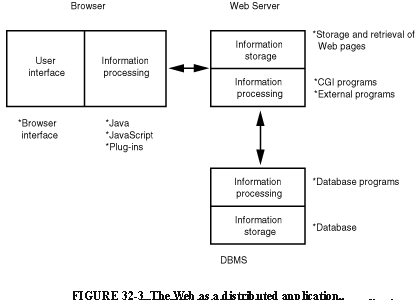 Browser
Web Server
User
interface
Information
processing
Information
storage
Information
processing
*Storage and retrieval of
Web pages
*CGI programs
*External programs
*Browser
interface
*Java
*JavaScript
*Plug-ins
Information
processing
Information
storage
*Database programs
*Database
DBMS
FIGURE 32-3 The Web as a distributed application.